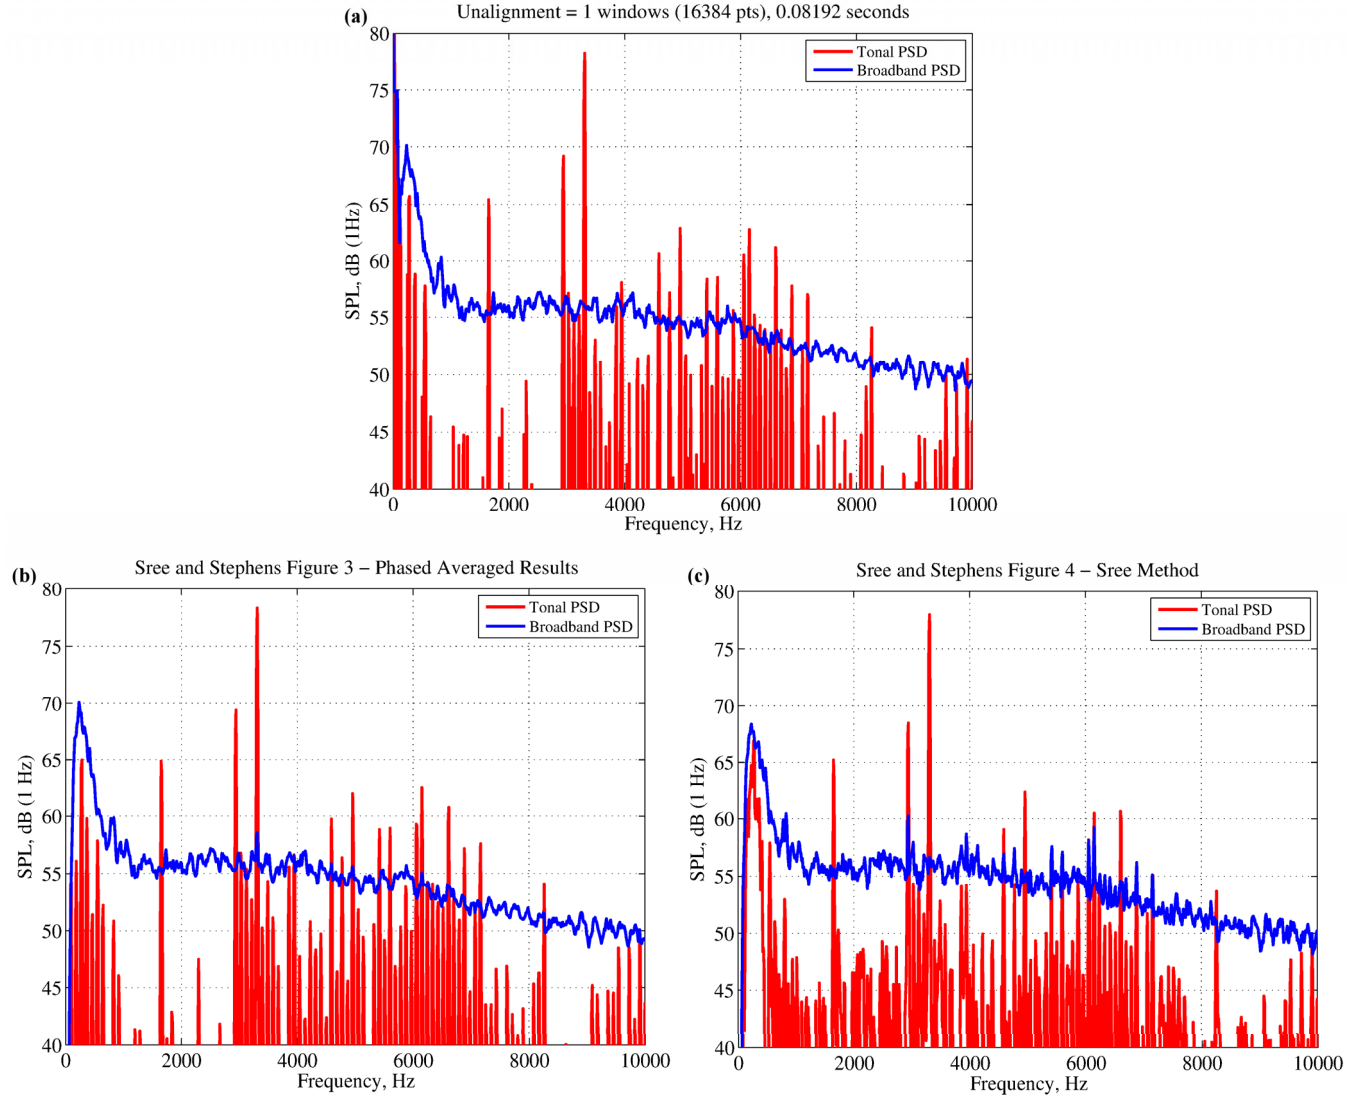 (a)
Unalignment = 1 windows (16384 pts), 0.08192 seconds
Tonal PSD
Broadband PSD
SPL, dB (1Hz)
80
75
70
65
60
55
50
45
40
0
2000
4000
6000
8000
10000
Frequency, Hz
(b)
Sree and Stephens Figure 3 – Phased Averaged Results
Tonal PSD
Broadband PSD
SPL, dB (1 Hz)
80
75
70
65
60
55
50
45
40
0
2000
4000
6000
8000
10000
Frequency, Hz
(c)
Sree and Stephens Figure 4 – Sree Method
Tonal PSD
Broadband PSD
SPL, dB (1 Hz)
80
75
70
65
60
55
50
45
40
0
2000
4000
6000
8000
10000
Frequency, Hz